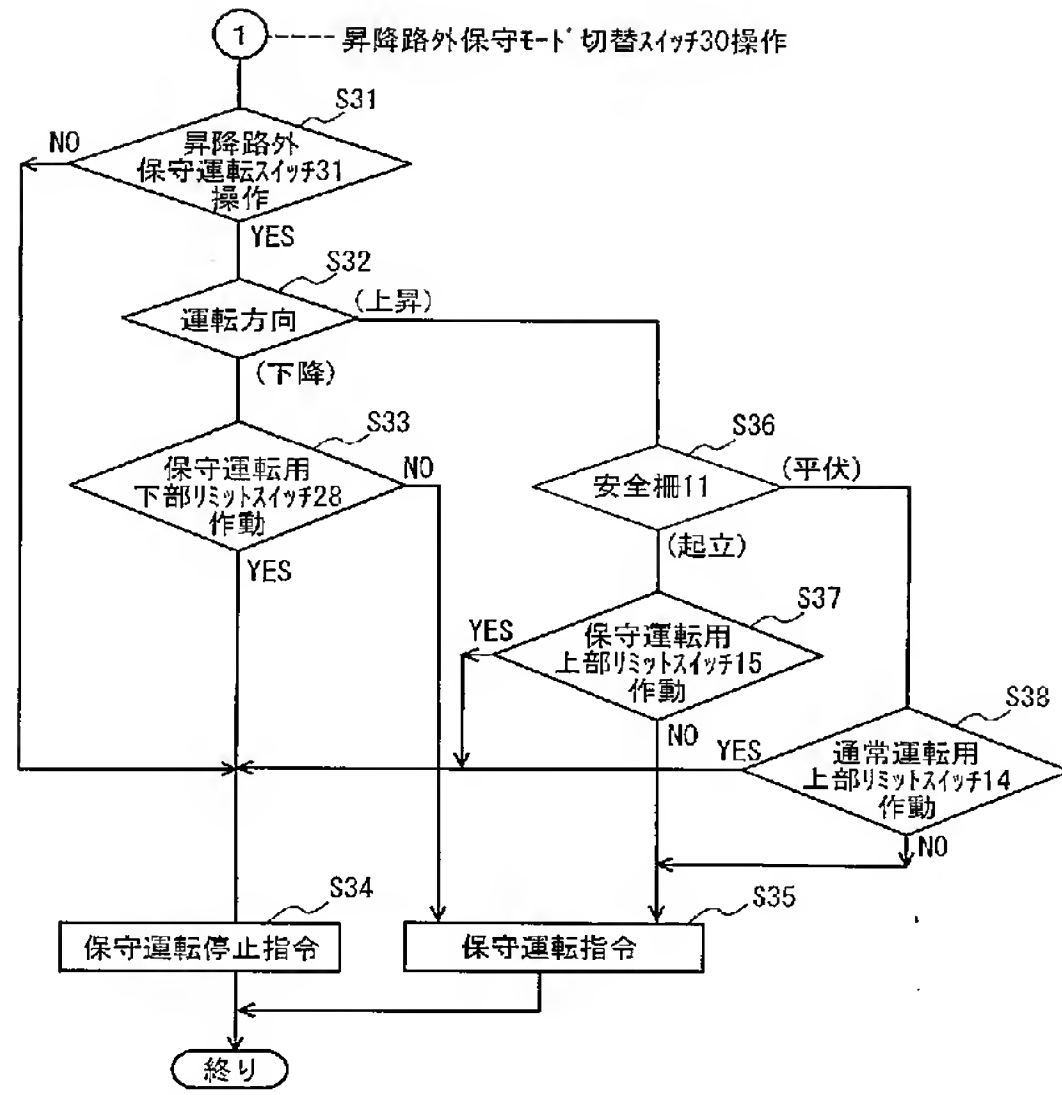 1
昇降路外保守ﾓｰﾄﾞ切替ｽｲｯﾁ30操作
S31
NO
昇降路外
保守運転ｽｲｯﾁ31
操作
YES
S32
運転方向
(上昇)
(下降)
S33
保守運転用
下部ﾘﾐｯﾄｽｲｯﾁ28
作動
NO
YES
S36
安全柵11
(平伏)
(起立)
S37
YES
保守運転用
上部ﾘﾐｯﾄｽｲｯﾁ15
作動
NO
S38
YES
通常運転用
上部ﾘﾐｯﾄｽｲｯﾁ14
作動
NO
S34
保守運転停止指令
S35
保守運転指令
終り